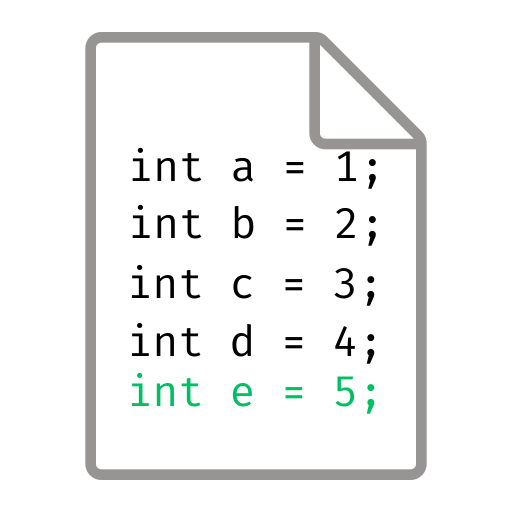 int a = 1;
int b = 2;
int c = 3;
int d = 4;
int e = 5;